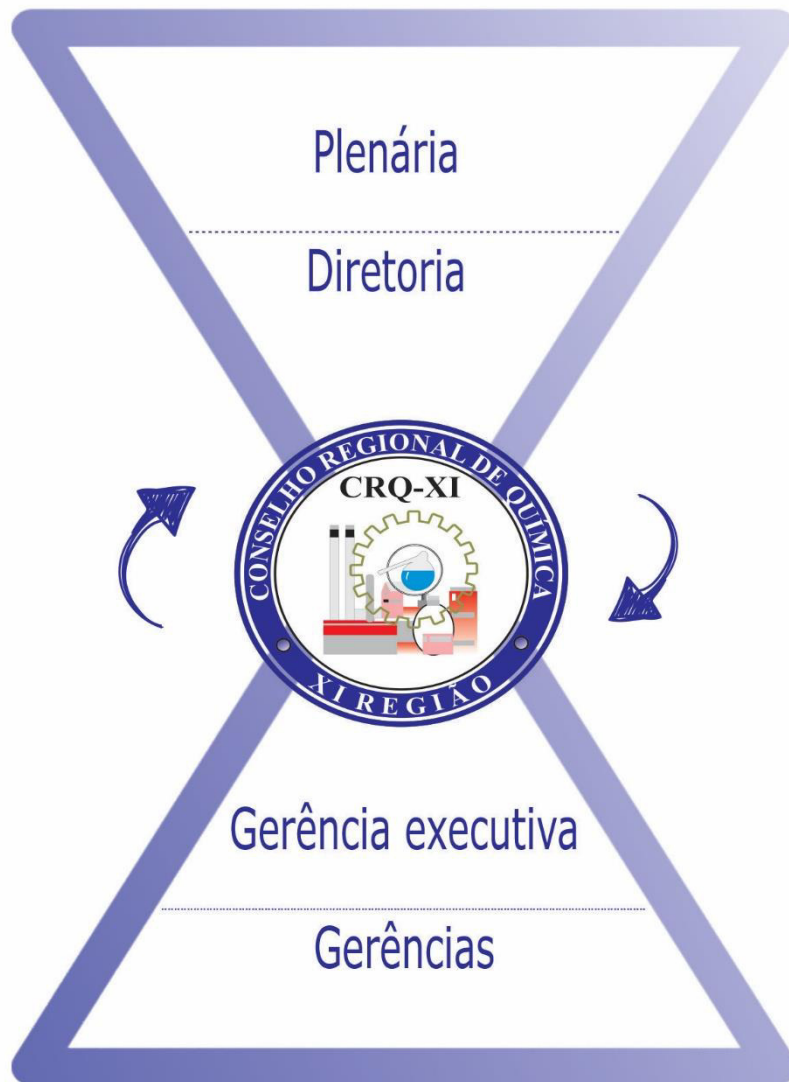 Plenária
Diretoria
CONSELHO REGIONAL DE QUÍMICA
CRQ-XI
XI REGIÃO
Gerência executiva
Gerências